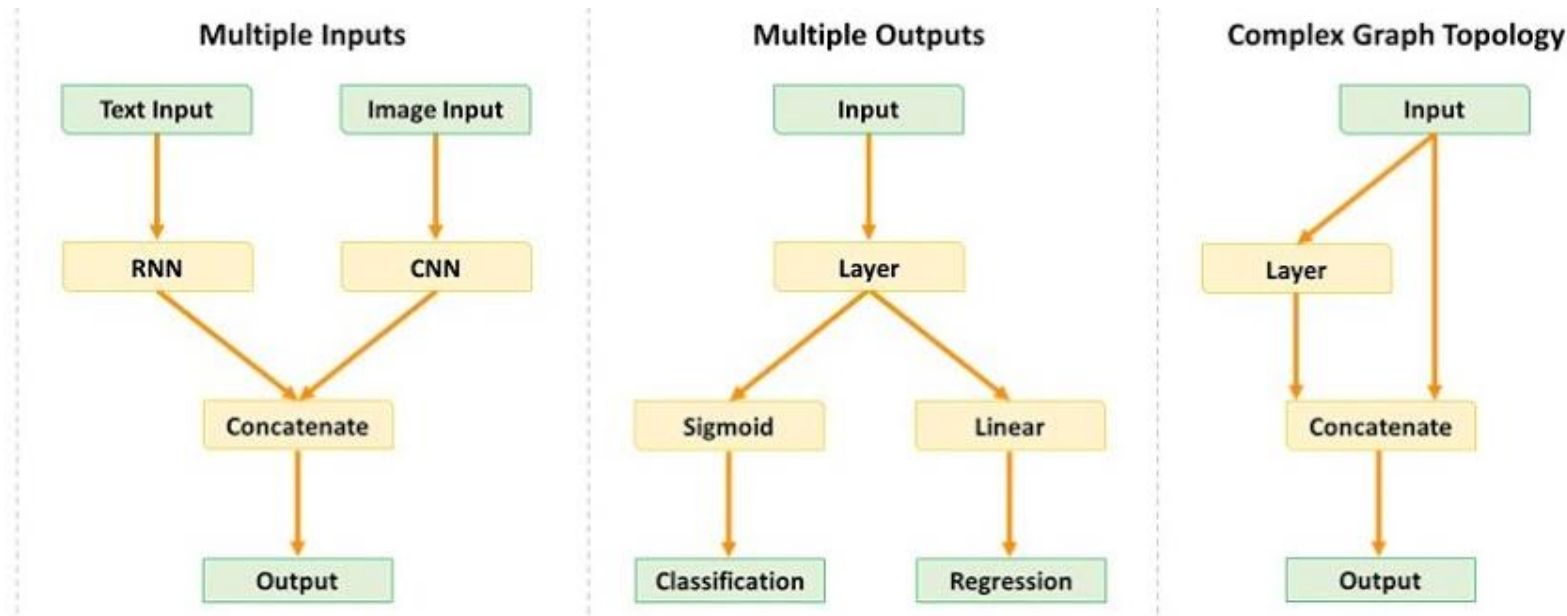 Multiple Inputs
Text Input
Image Input
RNN
CNN
Concatenate
Output
Multiple Outputs
Input
Layer
Sigmoid
Linear
Classification
Regression
Complex Graph Topology
Input
Layer
Concatenate
Output